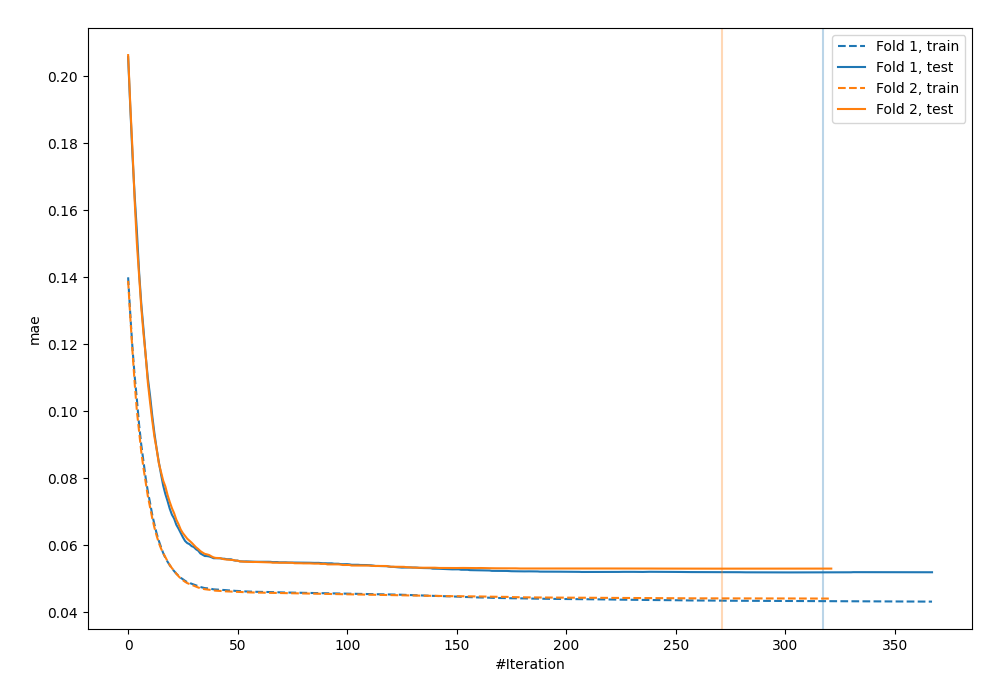 Fold 1, train
Fold 1, test
Fold 2, train
Fold 2, test
mae
0.20
0.18
0.16
0.14
0.12
0.10
0.08
0.06
0.04
0 50 100 150 200 250 300 350
#Iteration